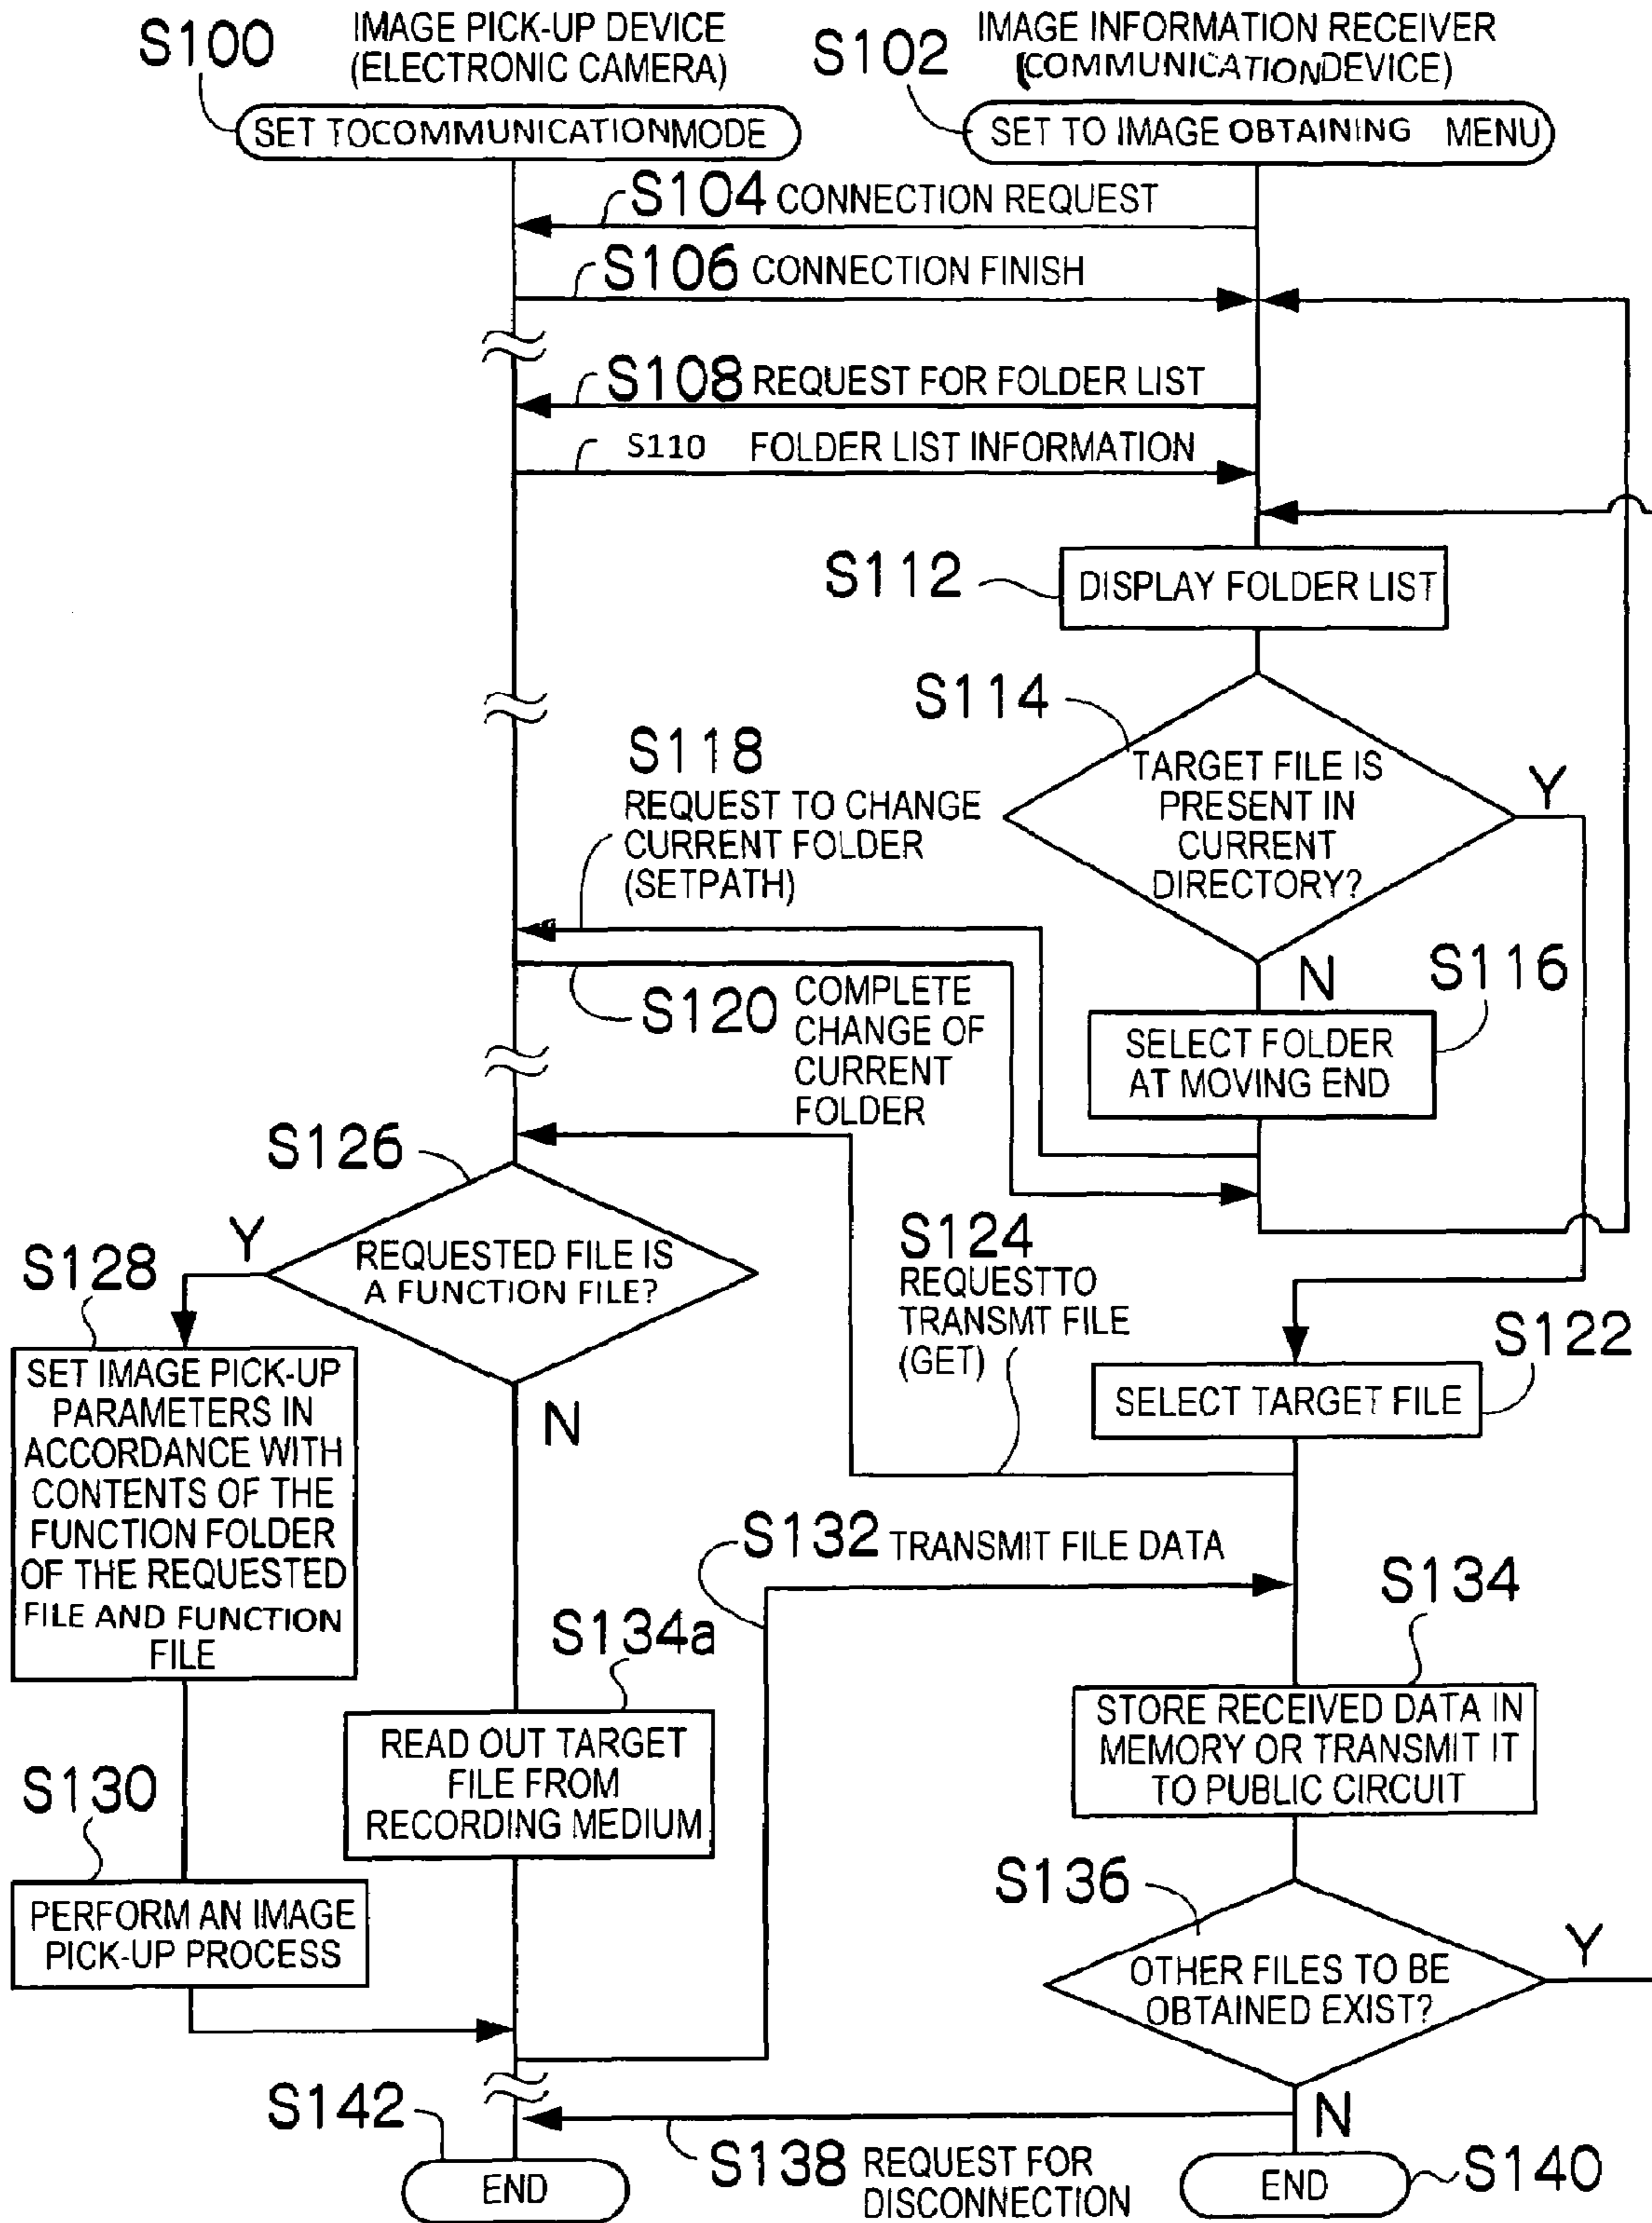 S100
IMAGE PICK-UP DEVICE
(ELECTRONIC CAMERA)
S102
IMAGE INFORMATION RECEIVER
(COMMUNICATIONDEVICE)
SET TOCOMMUNICATIONMODE
SET TO IMAGE OBTAINING MENU
S104 CONNECTION REQUEST
S106 CONNECTION FINISH
S108 REQUEST FOR FOLDER LIST
S110 FOLDER LIST INFORMATION
S112
DISPLAY FOLDER LIST
S114
TARGET FILE IS
PRESENT IN
CURRENT
DIRECTORY?
Y
S118
REQUEST TO CHANGE
CURRENT FOLDER
(SETPATH)
N
S116
SELECT FOLDER
AT MOVING END
S120
COMPLETE
CHANGE OF
CURRENT
FOLDER
S126
REQUESTED FILE IS
A FUNCTION FILE?
Y
N
S124
REQUESTTO
TRANSMT FILE
(GET)
S122
SELECT TARGET FILE
S128
SET IMAGE PICK-UP
PARAMETERS IN
ACCORDANCE WITH
CONTENTS OF THE
FUNCTION FOLDER
OF THE REQUESTED
FILE AND FUNCTION
FILE
S132 TRANSMIT FILE DATA
S134
STORE RECEIVED DATA IN
MEMORY OR TRANSMIT IT
TO PUBLIC CIRCUIT
S134a
READ OUT TARGET
FILE FROM
RECORDING MEDIUM
S130
PERFORM AN IMAGE
PICK-UP PROCESS
S136
OTHER FILES TO BE
OBTAINED EXIST?
Y
N
S142
END
S138 REQUEST FOR
DISCONNECTION
END
S140